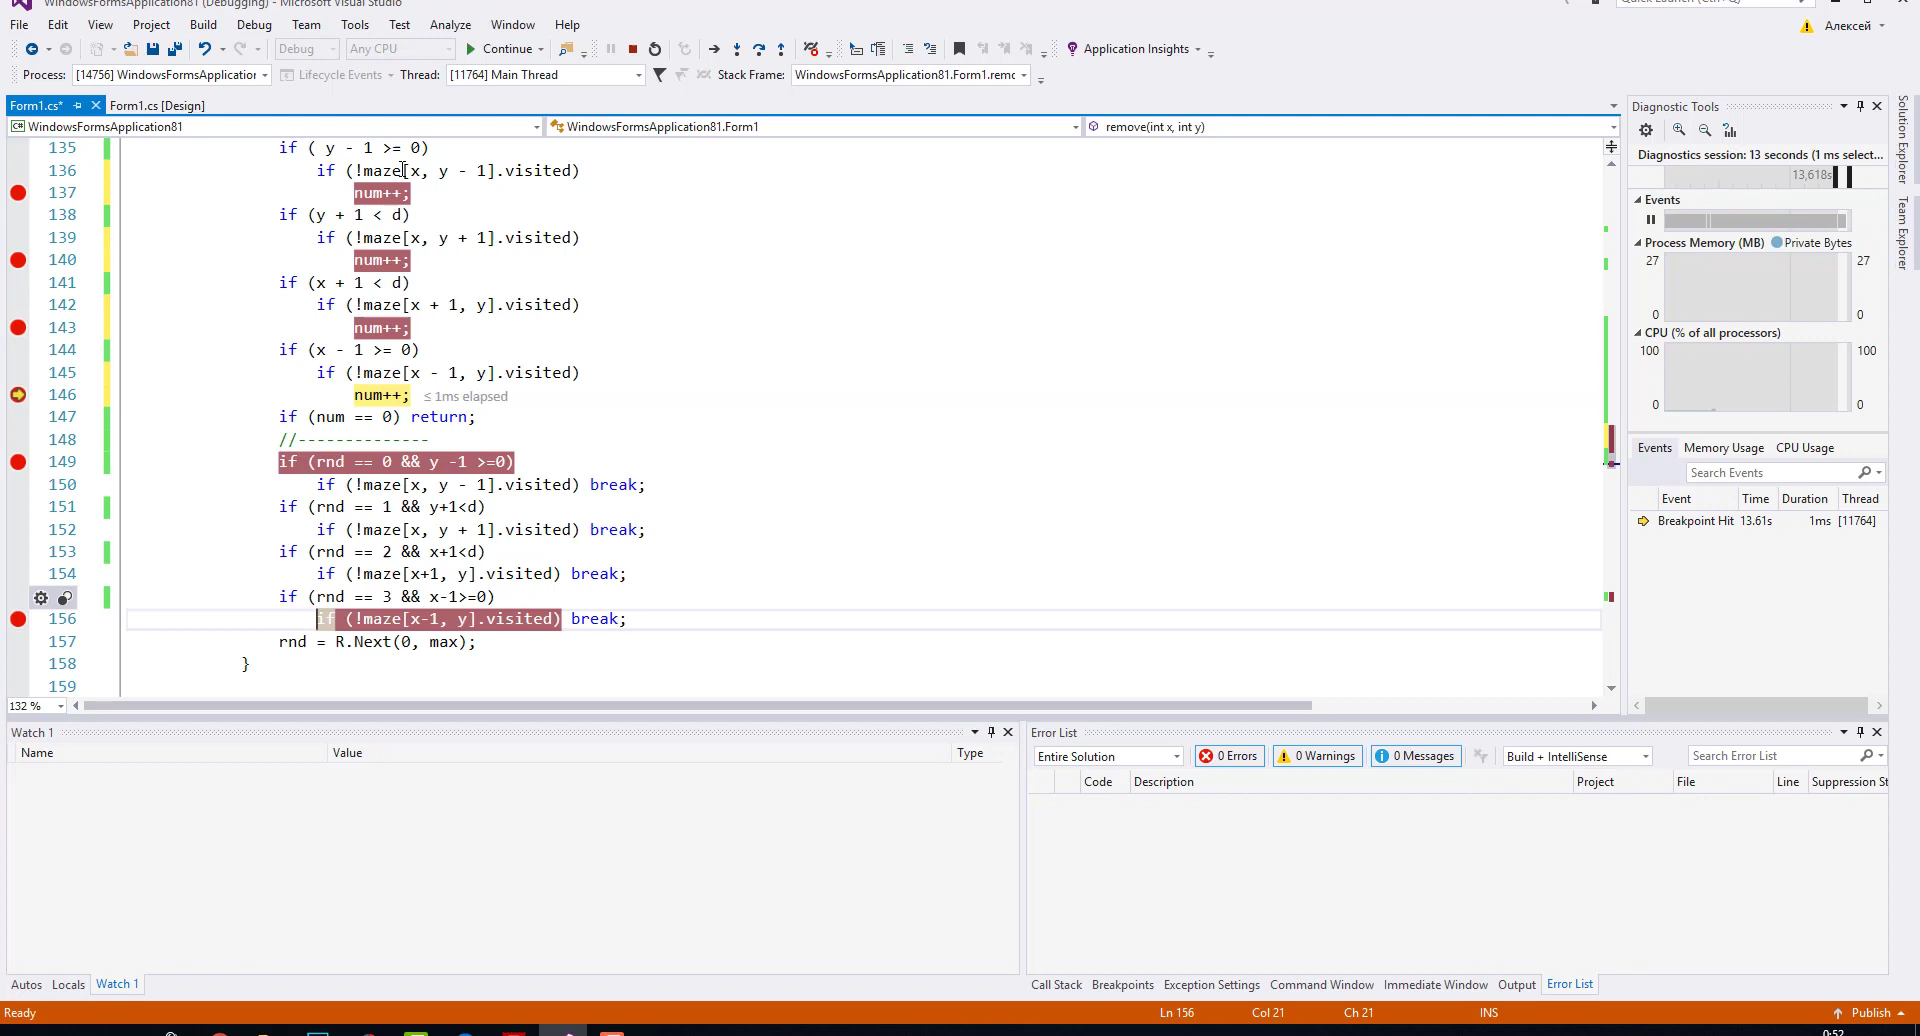 WindowsFormsApplication81 (Debugging) - Microsoft Visual Studio
Quick Launch (Ctrl+Q)
File Edit View Project Build Debug Team Tools Test Analyze Window Help
Алексей
Debug Any CPU Continue Application Insights
Process: [14756] WindowsFormsApplication Lifecycle Events Thread: [11764] Main Thread Stack Frame: WindowsFormsApplication81.Form1.remo
Form1.cs* Form1.cs [Design]
WindowsFormsApplication81 WindowsFormsApplication81.Form1 remove(int x, int y)
135 if ( y - 1 >= 0)
136 if (!maze[x, y - 1].visited)
137 num++;
138 if (y + 1 < d)
139 if (!maze[x, y + 1].visited)
140 num++;
141 if (x + 1 < d)
142 if (!maze[x + 1, y].visited)
143 num++;
144 if (x - 1 >= 0)
145 if (!maze[x - 1, y].visited)
146 num++; ≤ 1ms elapsed
147 if (num == 0) return;
148 //--------------
149 if (rnd == 0 && y -1 >=0)
150 if (!maze[x, y - 1].visited) break;
151 if (rnd == 1 && y+1<d)
152 if (!maze[x, y + 1].visited) break;
153 if (rnd == 2 && x+1<d)
154 if (!maze[x+1, y].visited) break;
if (rnd == 3 && x-1>=0)
156 if (!maze[x-1, y].visited) break;
157 rnd = R.Next(0, max);
158 }
159
132 %
Diagnostic Tools
Diagnostics session: 13 seconds (1 ms select...
13,618s
Events
Process Memory (MB) Private Bytes
27 27
0 0
CPU (% of all processors)
100 100
0 0
Events Memory Usage CPU Usage
Search Events
Event Time Duration Thread
Breakpoint Hit 13.61s 1ms [11764]
Solution Explorer
Team Explorer
Watch 1
Name Value Type
Autos Locals Watch 1
Error List
Entire Solution 0 Errors 0 Warnings 0 Messages Build + IntelliSense Search Error List
Code Description Project File Line Suppression St
Call Stack Breakpoints Exception Settings Command Window Immediate Window Output Error List
Ready Ln 156 Col 21 Ch 21 INS Publish
0:52